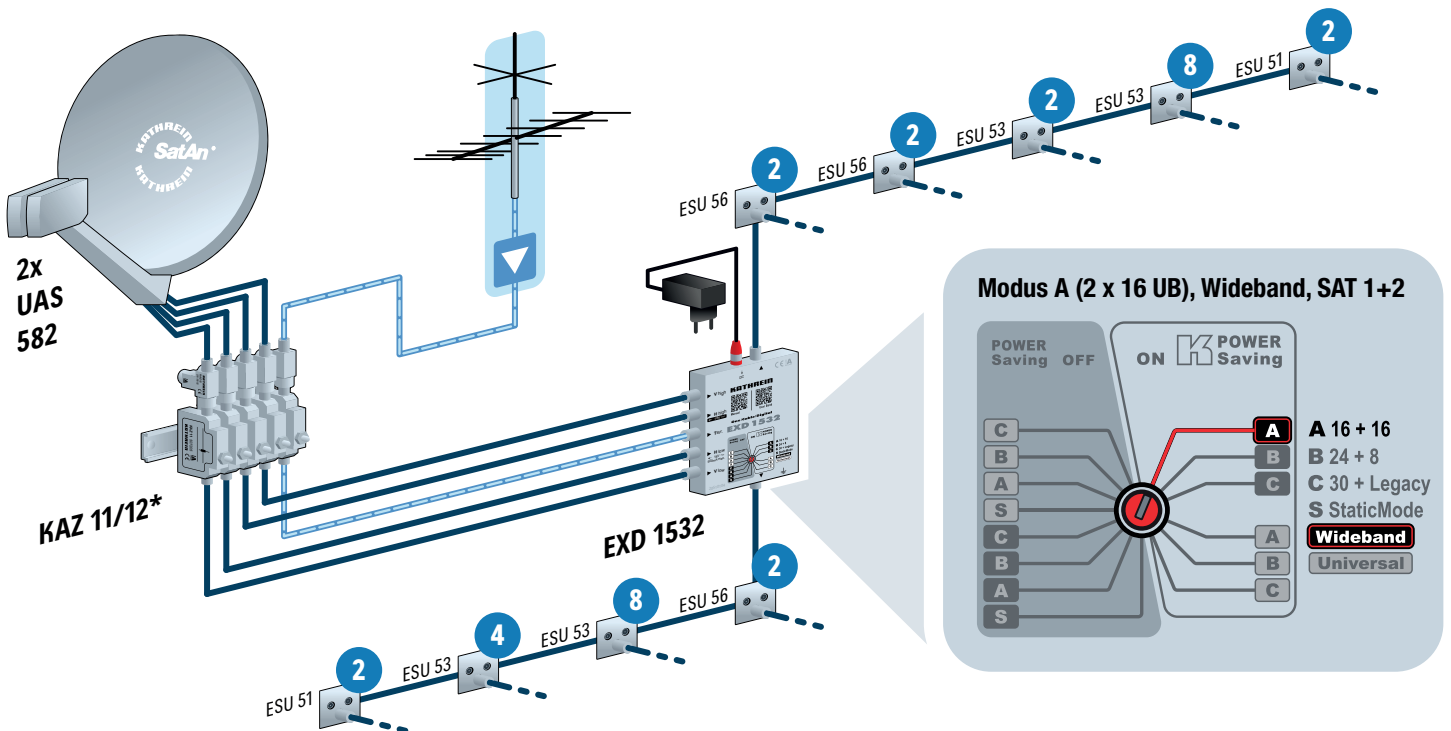 KATHREIN
SatAn
KATHREIN
2x
UAS
582
KAZ 11/12*
EXD 1532
KATHREIN
EXD 1532
ESU 56
2
ESU 56
2
ESU 53
2
ESU 53
8
ESU 51
2
ESU 56
2
ESU 53
8
ESU 53
4
ESU 51
2
Modus A (2 x 16 UB), Wideband, SAT 1+2
POWER
Saving OFF
ON K POWER
Saving
C
B
A
S
C
B
A
S
A
B
C
A
B
C
A 16 + 16
B 24 + 8
C 30 + Legacy
S StaticMode
Wideband
Universal